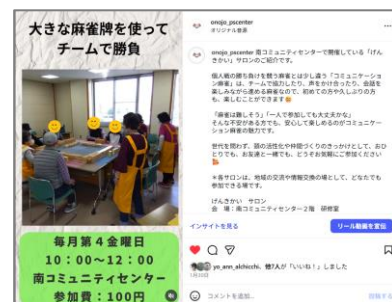 大きな麻雀牌を使って
チームで勝負
毎月第４金曜日
１０：００〜１２：００
南コミュニティセンター
参加費：１００円
onojo_pscenter
オリジナル音源
onojo_pscenter 南コミュニティセンターで開催している「げんきかい」サロンのご紹介です。
個人戦の勝ち負けを競う麻雀とは少し違う「コミュニケーション麻雀」は、チームで協力したり、声をかけ合ったり、会話を楽しみながら進める麻雀なので、初めての方や久しぶりの方も、楽しむことができます
「麻雀は難しそう」「一人で参加しても大丈夫かな」
そんな不安がある方でも、安心して楽しめるのがコミュニケーション麻雀の魅力です。
世代を問わず、頭の活性化や仲間づくりのきっかけとして、おひとりでも、お友達と一緒でも、どうぞお気軽にご参加ください
＊各サロンは、地域の交流や情報交換の場として、どなたでも参加できる場です。
げんきかい サロン
会 場：南コミュニティセンター２階 研修室
インサイトを見る
リール動画を宣伝
他7人が「いいね！」しました
1月30日
コメントを追加...